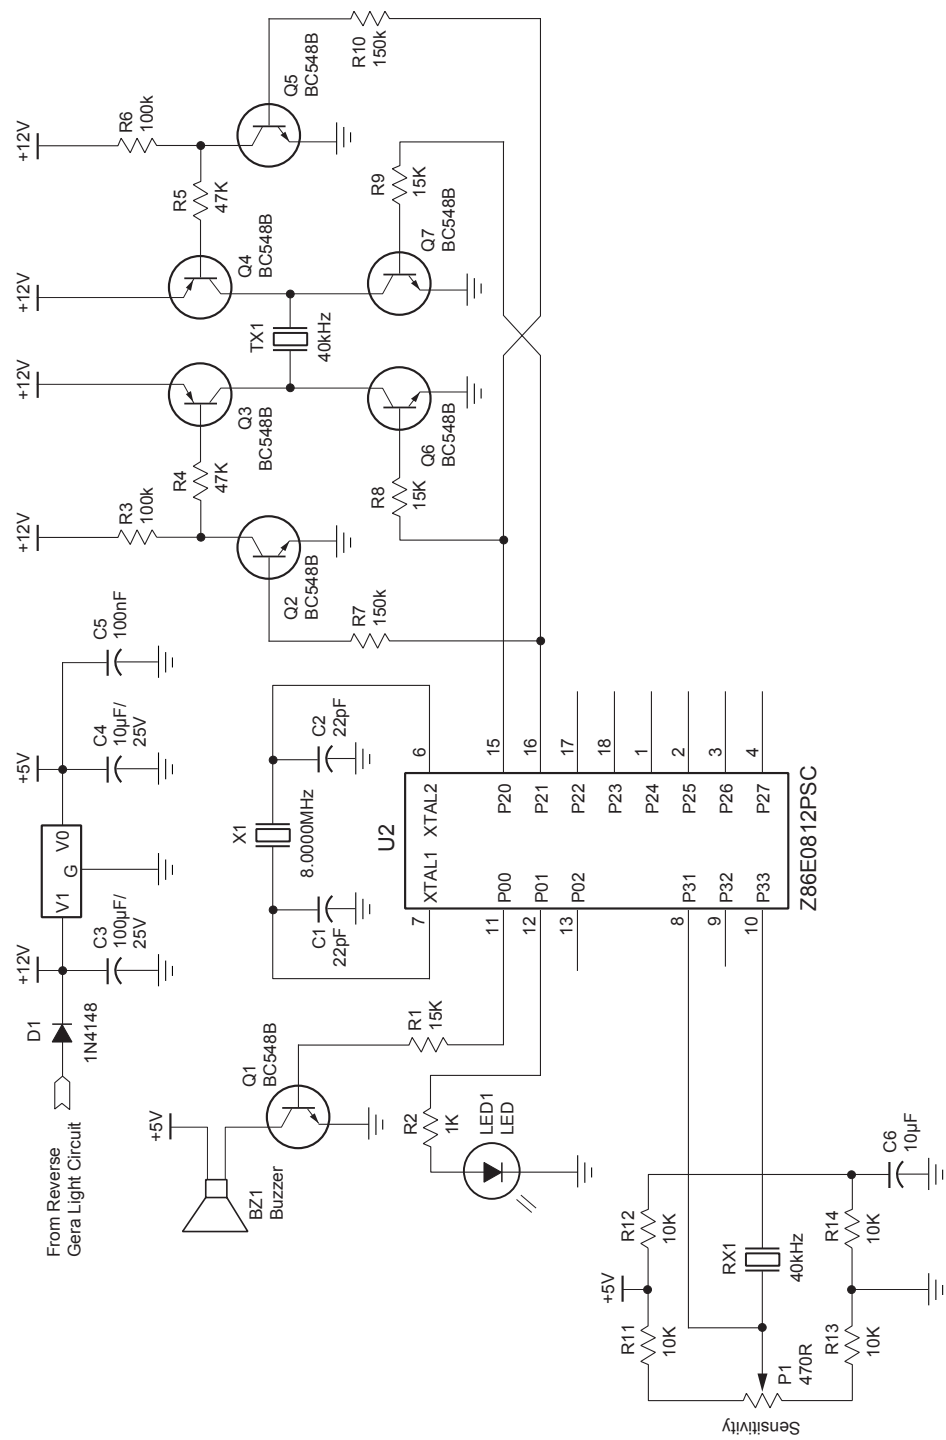 From Reverse
Gera Light Circuit
D1
1N4148
+12V
C3
100µF/
25V
V1
G
V0
+5V
C4
10µF/
25V
C5
100nF
+12V
R3
100k
+12V
+12V
+12V
R6
100k
R4
47K
Q3
BC548B
Q4
BC548B
R5
47K
Q5
BC548B
Q2
BC548B
TX1
40kHz
R10
150k
R7
150k
R8
15K
Q6
BC548B
Q7
BC548B
R9
15K
+5V
BZ1
Buzzer
Q1
BC548B
R1
15K
R2
1K
LED1
LED
X1
8.0000MHz
C1
22pF
C2
22pF
U2
7
XTAL1
XTAL2
6
11
P00
P20
15
12
P01
P21
16
13
P02
P22
17
P23
18
P24
1
8
P31
P25
2
9
P32
P26
3
10
P33
P27
4
Z86E0812PSC
+5V
R11
10K
R12
10K
RX1
40kHz
Sensitivity
P1
470R
R13
10K
R14
10K
C6
10µF